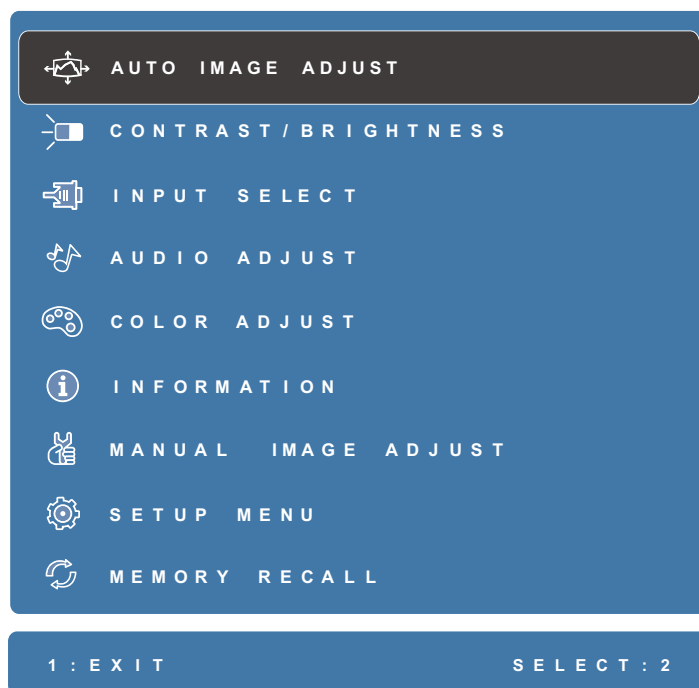 AUTO IMAGE ADJUST
CONTRAST/BRIGHTNESS
INPUT SELECT
AUDIO ADJUST
COLOR ADJUST
INFORMATION
MANUAL IMAGE ADJUST
SETUP MENU
MEMORY RECALL
1:EXIT SELECT:2